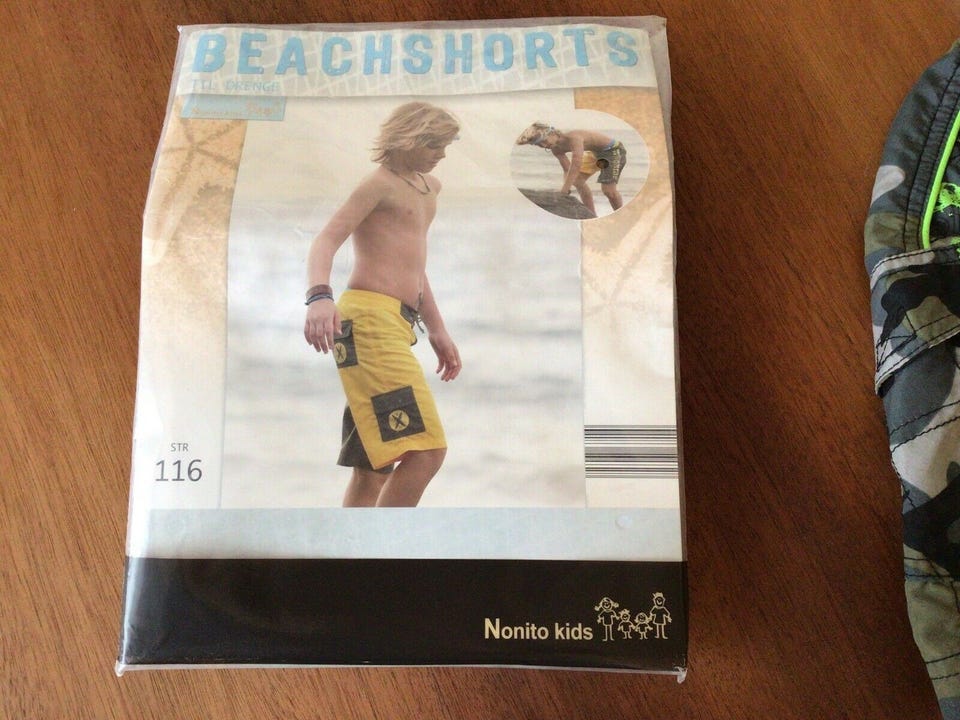 BEACHSHORTS
TIL DRENGE
STR
116
Nonito kids